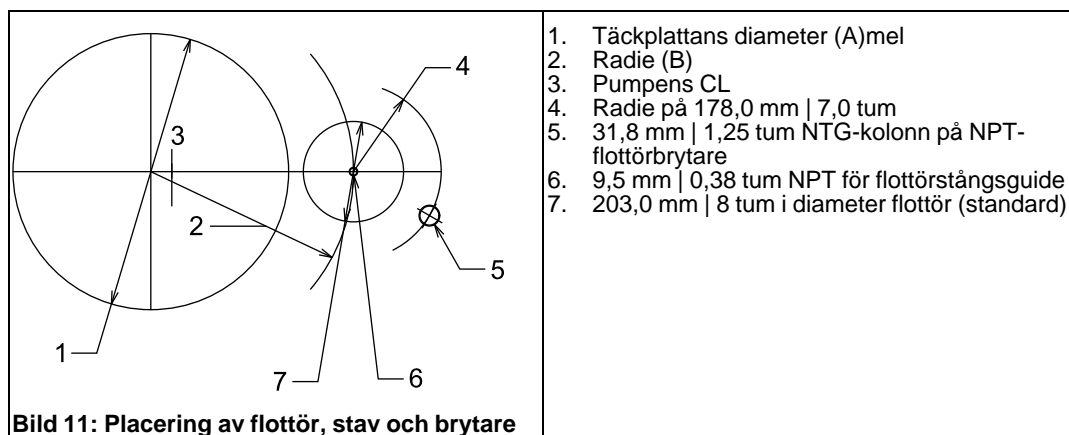 3
4
2
5
1
7
6
Bild 11: Placering av flottör, stav och brytare
1. Täckplattans diameter (A)mel
2. Radie (B)
3. Pumpens CL
4. Radie på 178,0 mm | 7,0 tum
5. 31,8 mm | 1,25 tum NTG-kolonn på NPT-
flottörbrytare
6. 9,5 mm | 0,38 tum NPT för flottörstångsguide
7. 203,0 mm | 8 tum i diameter flottör (standard)